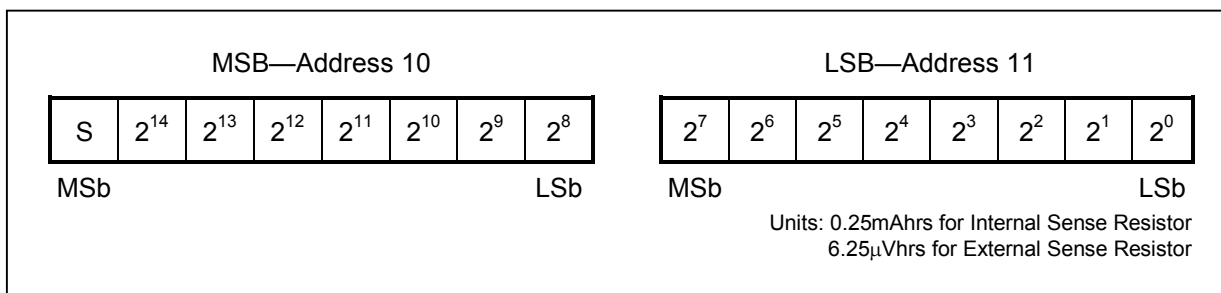 MSB—Address 10 LSB—Address 11
S 2^14 2^13 2^12 2^11 2^10 2^9 2^8 2^7 2^6 2^5 2^4 2^3 2^2 2^1 2^0
MSb LSb MSb LSb
Units: 0.25mAhrs for Internal Sense Resistor
6.25μVhrs for External Sense Resistor